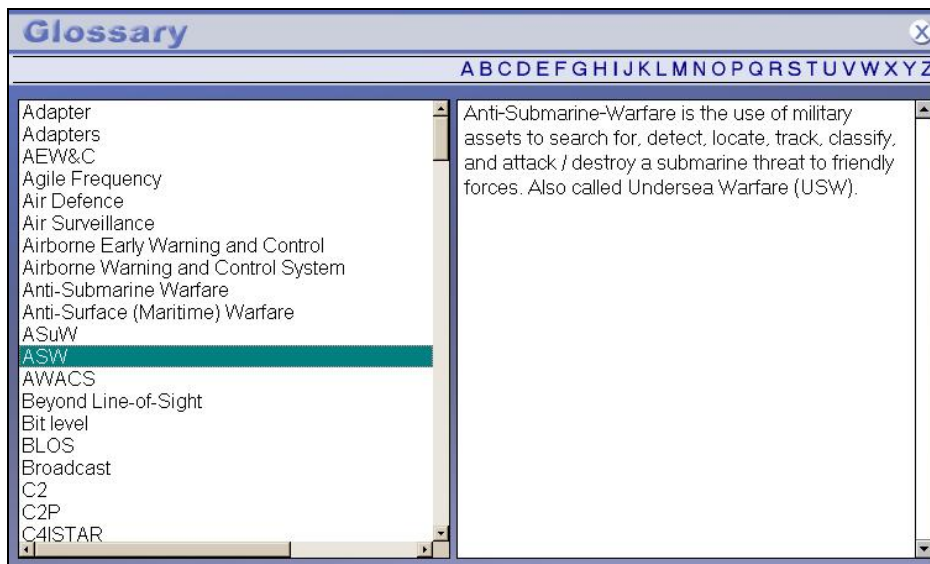 Glossary
X
A B C D E F G H I J K L M N O P Q R S T U V W X Y Z
Adapter
Adapters
AEW&C
Agile Frequency
Air Defence
Air Surveillance
Airborne Early Warning and Control
Airborne Warning and Control System
Anti-Submarine Warfare
Anti-Surface (Maritime) Warfare
ASuW
ASW
AWACS
Beyond Line-of-Sight
Bit level
BLOS
Broadcast
C2
C2P
C4ISTAR
Anti-Submarine-Warfare is the use of military
assets to search for, detect, locate, track, classify,
and attack / destroy a submarine threat to friendly
forces. Also called Undersea Warfare (USW).